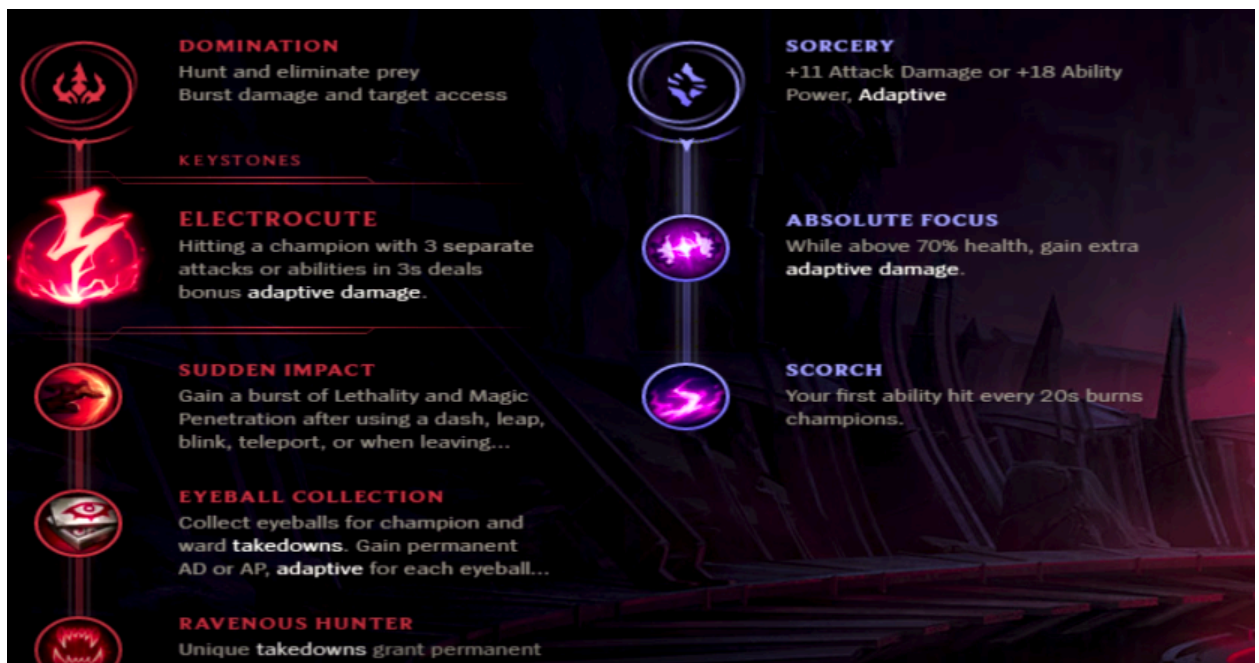 DOMINATION
Hunt and eliminate prey
Burst damage and target access
KEYSTONES
ELECTROCUTE
Hitting a champion with 3 separate
attacks or abilities in 3s deals
bonus adaptive damage.
SUDDEN IMPACT
Gain a burst of Lethality and Magic
Penetration after using a dash, leap,
blink, teleport, or when leaving...
EYEBALL COLLECTION
Collect eyeballs for champion and
ward takedowns. Gain permanent
AD or AP, adaptive for each eyeball...
RAVENOUS HUNTER
Unique takedowns grant permanent
SORCERY
+11 Attack Damage or +18 Ability
Power, Adaptive
ABSOLUTE FOCUS
While above 70% health, gain extra
adaptive damage.
SCORCH
Your first ability hit every 20s burns
champions.